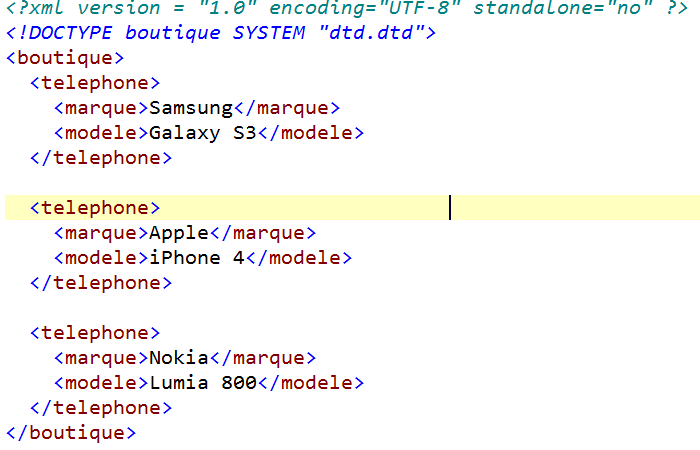 <?xml version = "1.0" encoding="UTF-8" standalone="no" ?>
<!DOCTYPE boutique SYSTEM "dtd.dtd">
<boutique>
  <telephone>
    <marque>Samsung</marque>
    <modele>Galaxy S3</modele>
  </telephone>

  <telephone>
    <marque>Apple</marque>
    <modele>iPhone 4</modele>
  </telephone>

  <telephone>
    <marque>Nokia</marque>
    <modele>Lumia 800</modele>
  </telephone>
</boutique>